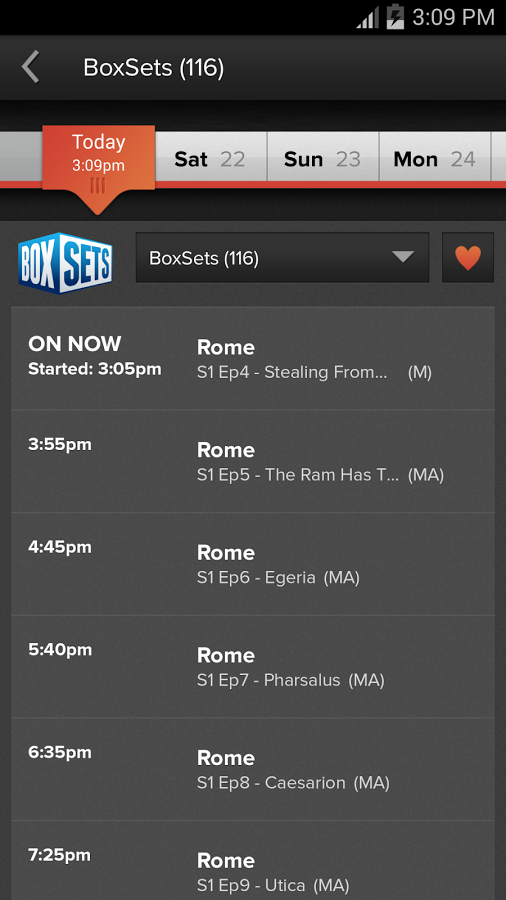 3:09 PM
BoxSets (116)
Today
3:09pm
Sat 22
Sun 23
Mon 24
BOX SETS
BoxSets (116)
ON NOW
Started: 3:05pm
Rome
S1 Ep4 - Stealing From... (M)
3:55pm
Rome
S1 Ep5 - The Ram Has T... (MA)
4:45pm
Rome
S1 Ep6 - Egeria (MA)
5:40pm
Rome
S1 Ep7 - Pharsalus (MA)
6:35pm
Rome
S1 Ep8 - Caesarion (MA)
7:25pm
Rome
S1 Ep9 - Utica (MA)